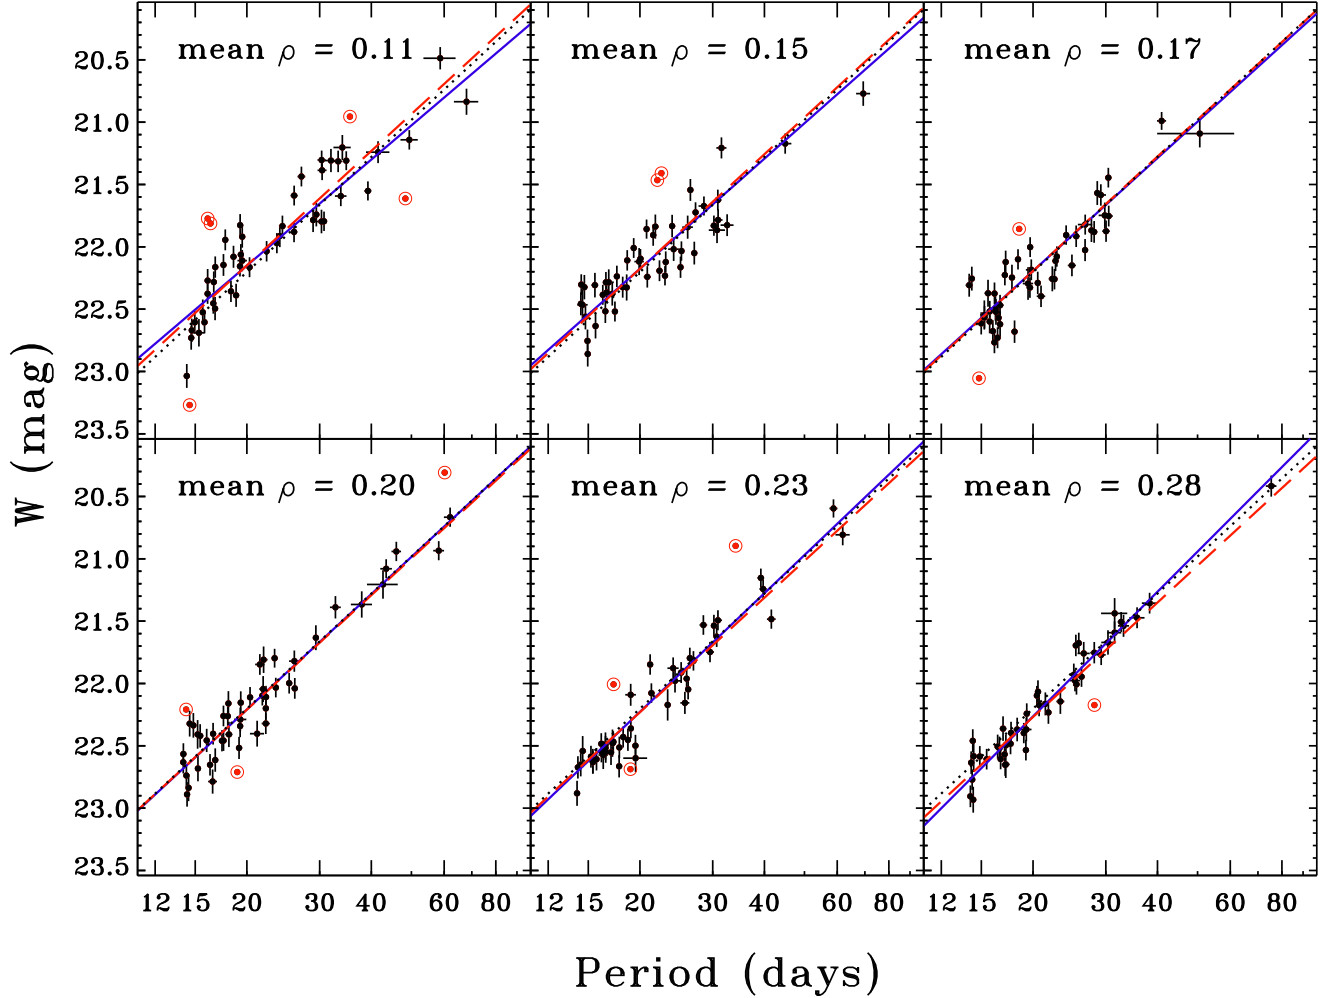 mean ρ = 0.11
mean ρ = 0.15
mean ρ = 0.17
20.5
21.0
21.5
22.0
22.5
23.0
23.5
mean ρ = 0.20
mean ρ = 0.23
mean ρ = 0.28
20.5
21.0
21.5
22.0
22.5
23.0
23.5
W (mag)
12 15 20 30 40 60 80 12 15 20 30 40 60 80 12 15 20 30 40 60 80
Period (days)